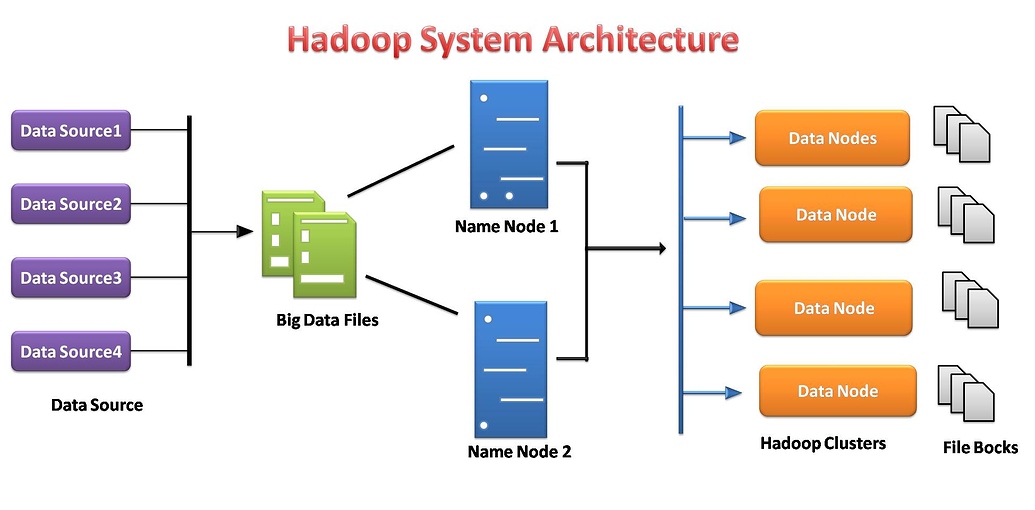 Hadoop System Architecture
Data Source1
Data Source2
Data Source3
Data Source4
Data Source
Big Data Files
Name Node 1
Name Node 2
Data Nodes
Data Node
Data Node
Data Node
Hadoop Clusters
File Bocks